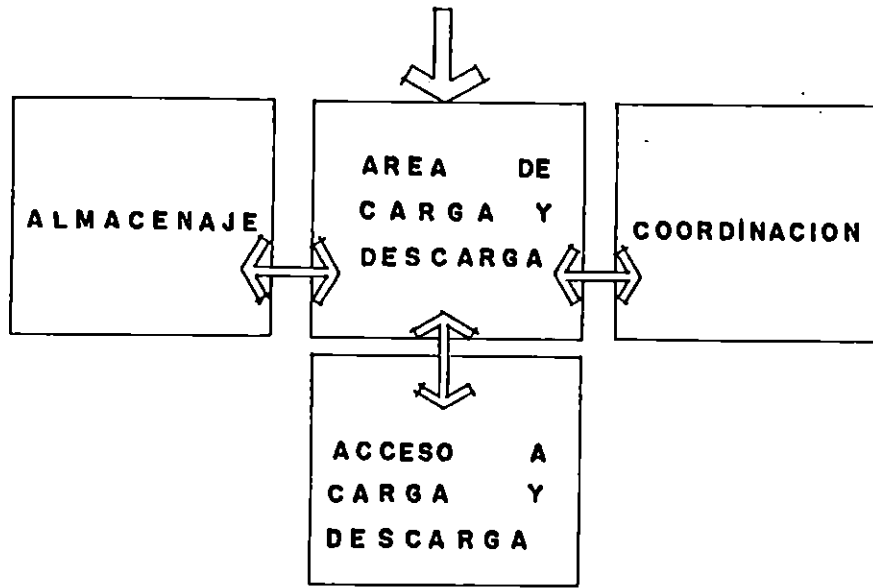 ALMACENAJE
AREA DE
CARGA Y
DESCARGA
COORDINACION
ACCESO A
CARGA Y
DESCARGA